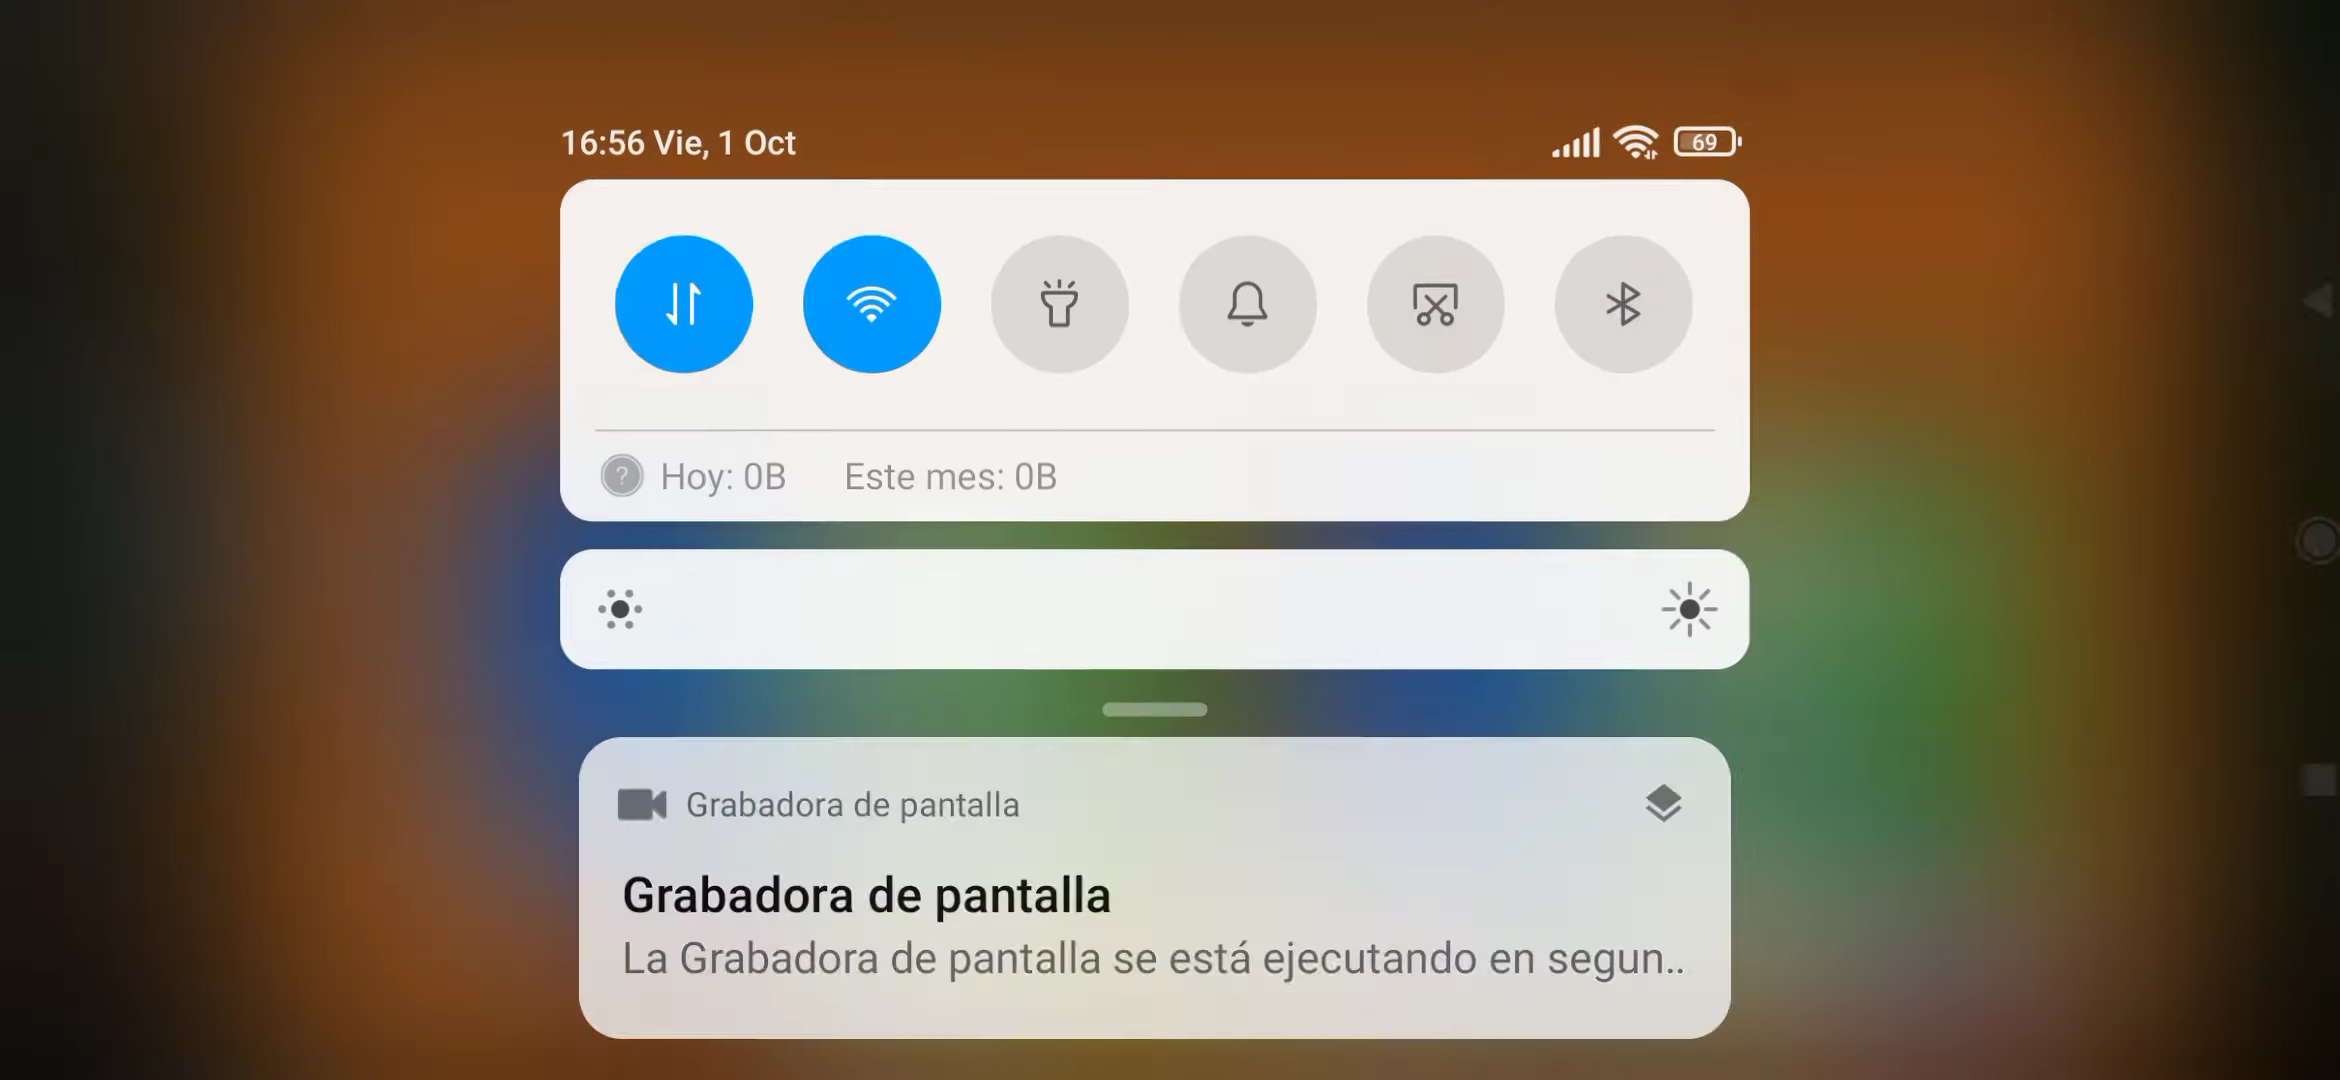 16:56 Vie, 1 Oct
69
?
Hoy: 0B Este mes: 0B
Grabadora de pantalla
Grabadora de pantalla
La Grabadora de pantalla se está ejecutando en segun..